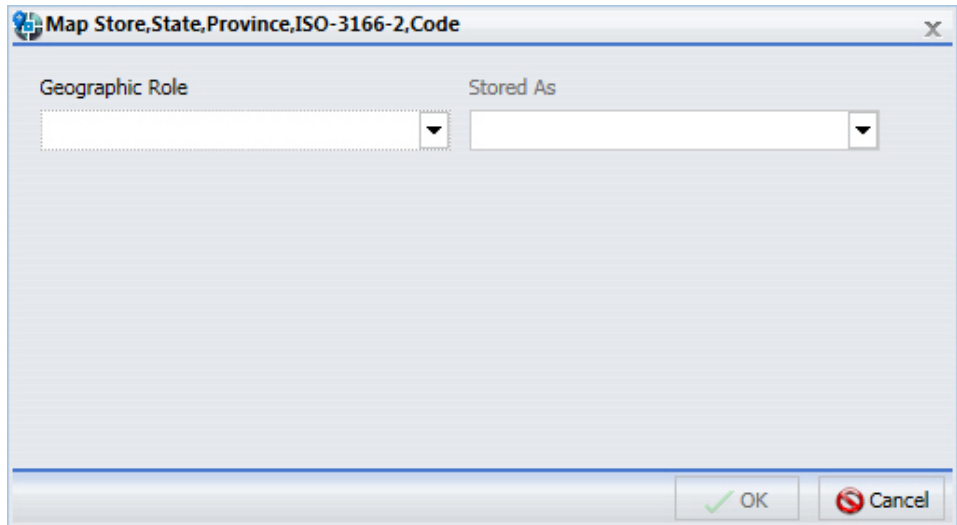 Map Store,State,Province,ISO-3166-2,Code
Geographic Role
Stored As
OK
Cancel